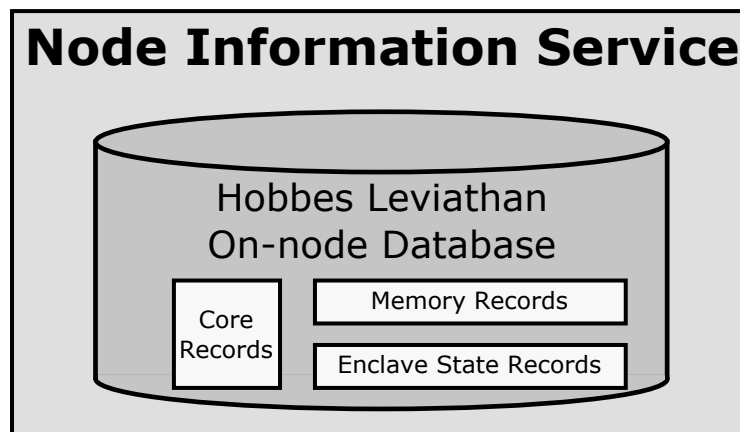 Node Information Service
Hobbes Leviathan
On-node Database
Core
Records
Memory Records
Enclave State Records